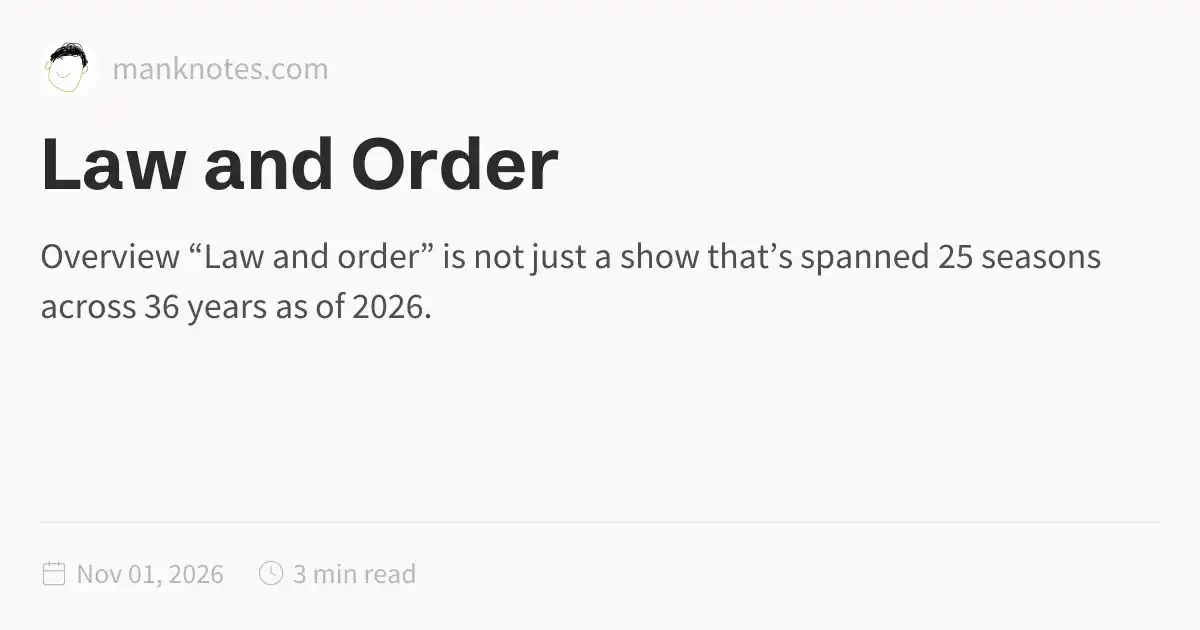 manknotes.com
Law and Order
Overview “Law and order” is not just a show that’s spanned 25 seasons
across 36 years as of 2026.
Nov 01, 2026
3 min read